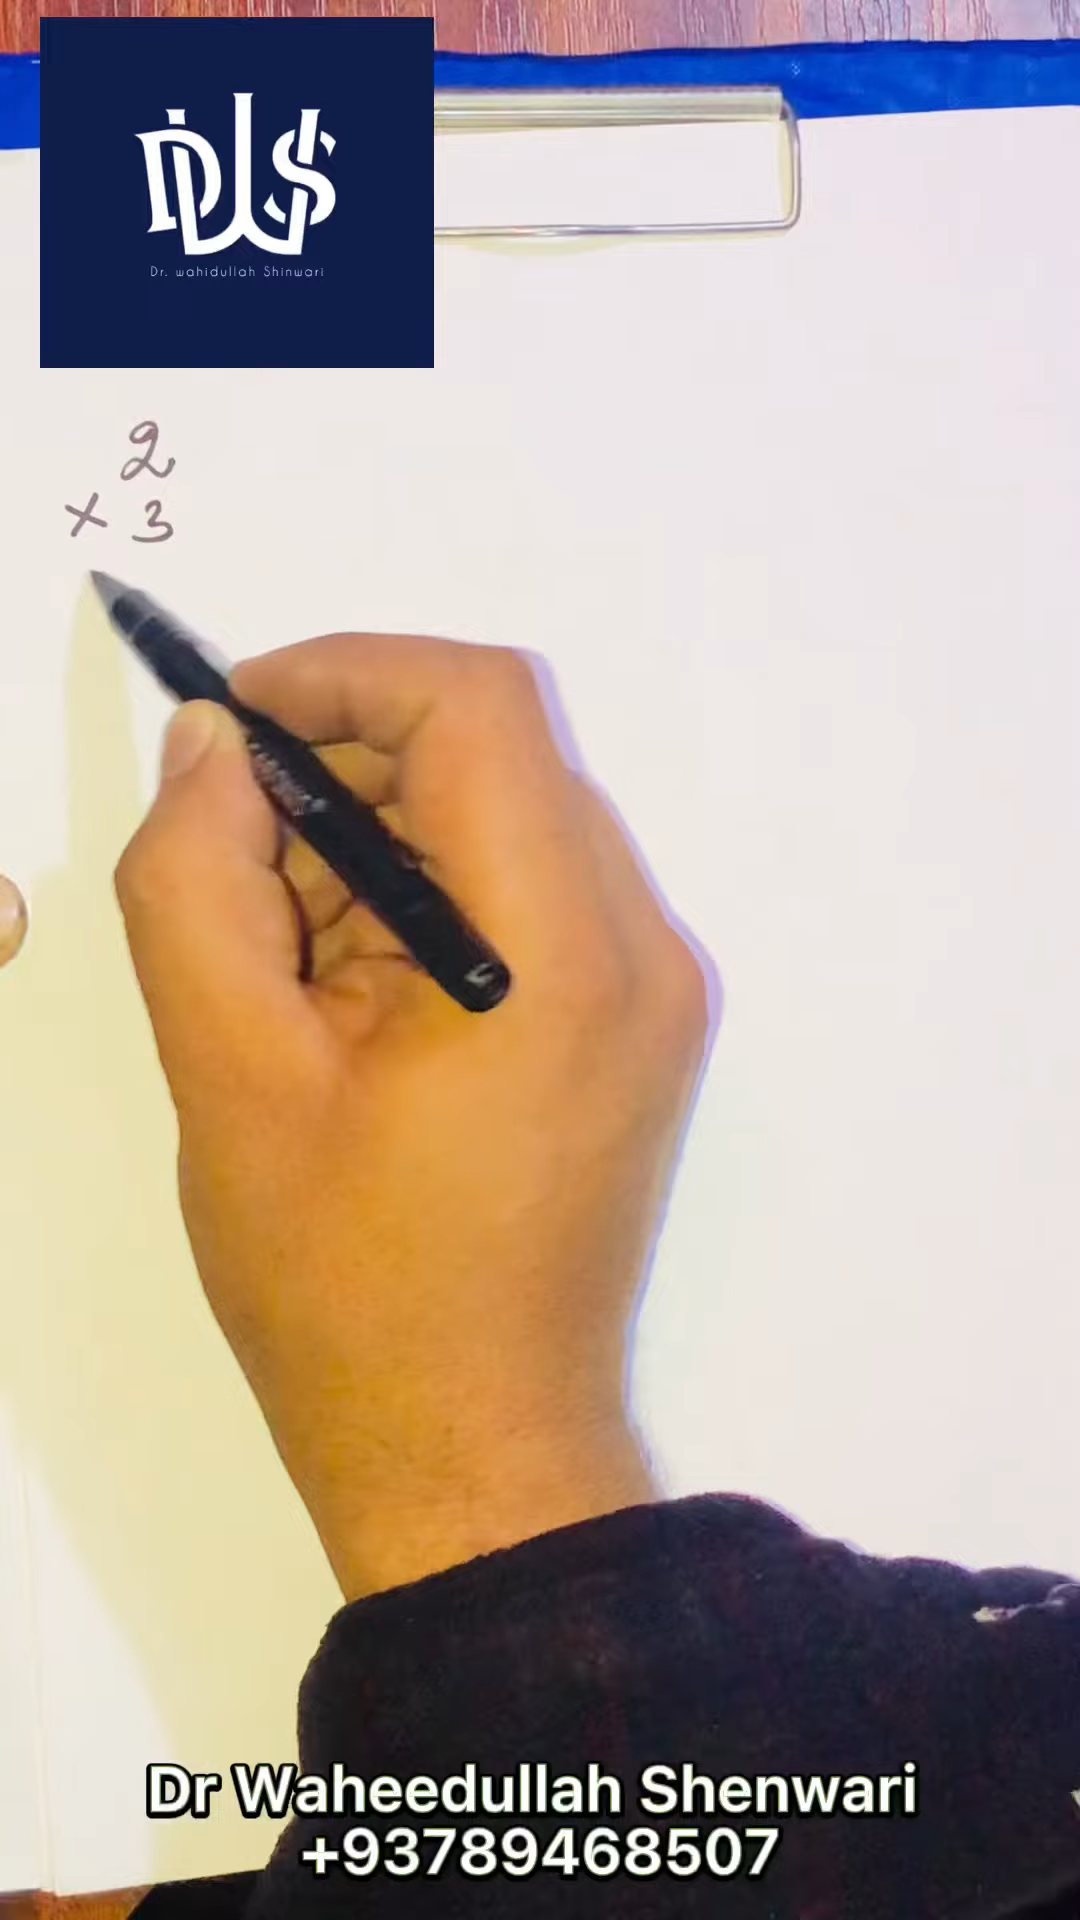 DWS
Dr. wahidullah Shinwari
2
× 3
Dr Waheedullah Shenwari
+93789468507